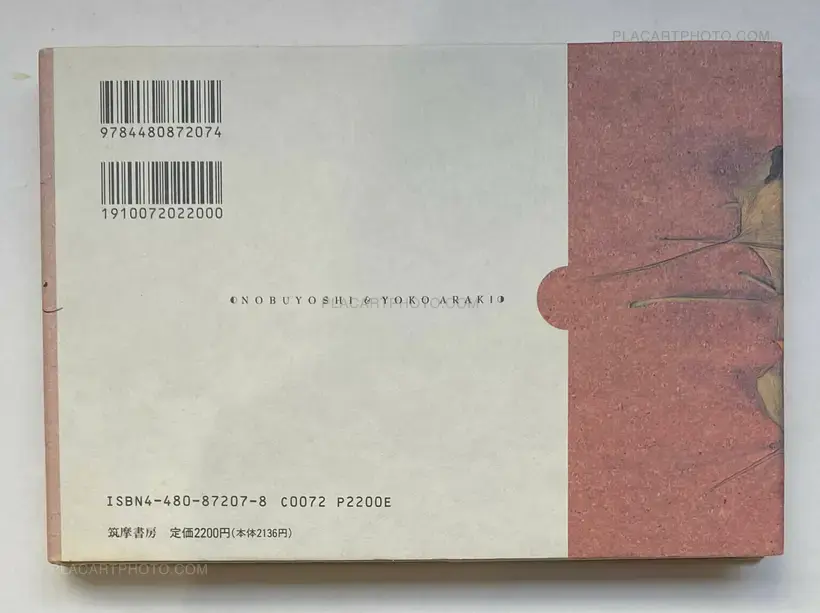 PLACARTPHOTO.COM
9784480872074
1910072022000
NOBUYOSHI & YOKO ARAKI
PLACARTPHOTO.COM
ISBN4-480-87207-8 C0072 P2200E
筑摩書房 定価2200円(本体2136円)
PLACARTPHOTO.COM